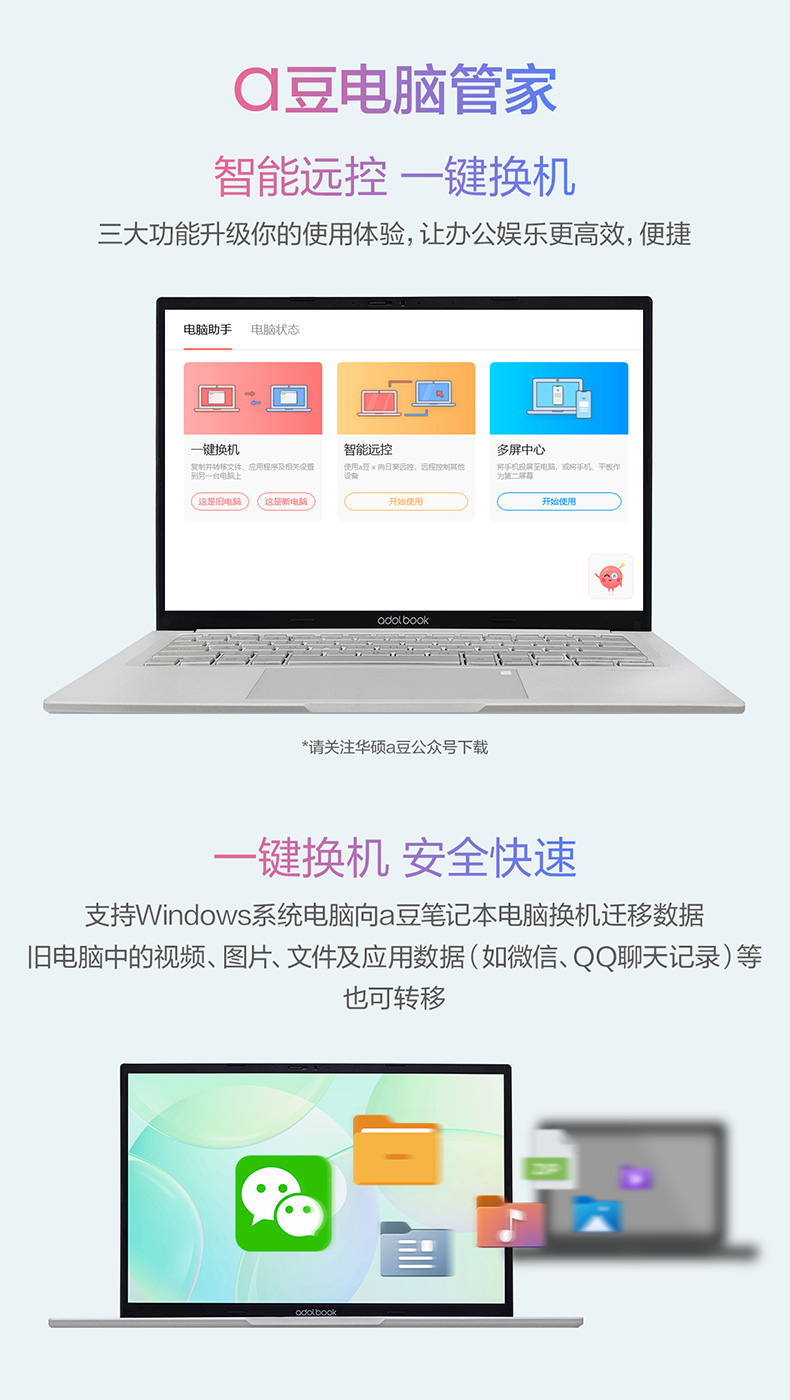 a豆电脑管家
智能远控 一键换机
三大功能升级你的使用体验，让办公娱乐更高效，便捷
电脑助手 电脑状态
一键换机
复制并转移文件、应用程序及相关设置
到另一台电脑上
这是旧电脑 这是新电脑
智能远控
使用a豆 x 向日葵远控，远程控制其他
设备
开始使用
多屏中心
将手机投屏至电脑，或将手机、平板作
为第二屏幕
开始使用
adolbook
*请关注华硕a豆公众号下载
一键换机 安全快速
支持Windows系统电脑向a豆笔记本电脑换机迁移数据
旧电脑中的视频、图片、文件及应用数据（如微信、QQ聊天记录）等
也可转移
adolbook